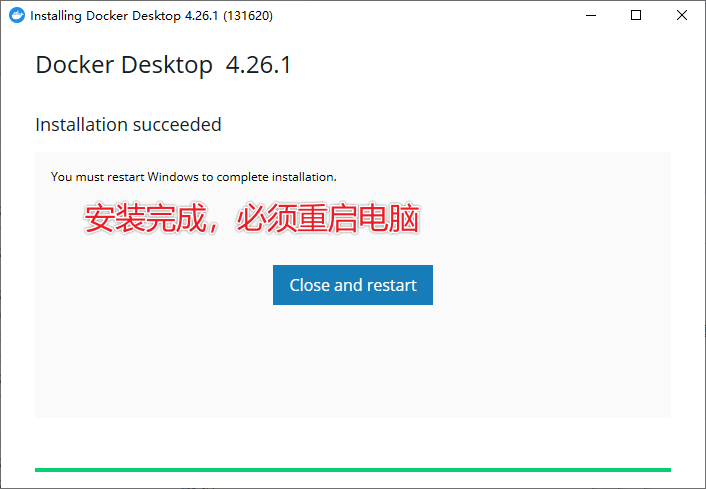 Installing Docker Desktop 4.26.1 (131620)
Docker Desktop 4.26.1
Installation succeeded
You must restart Windows to complete installation.
安装完成，必须重启电脑
Close and restart